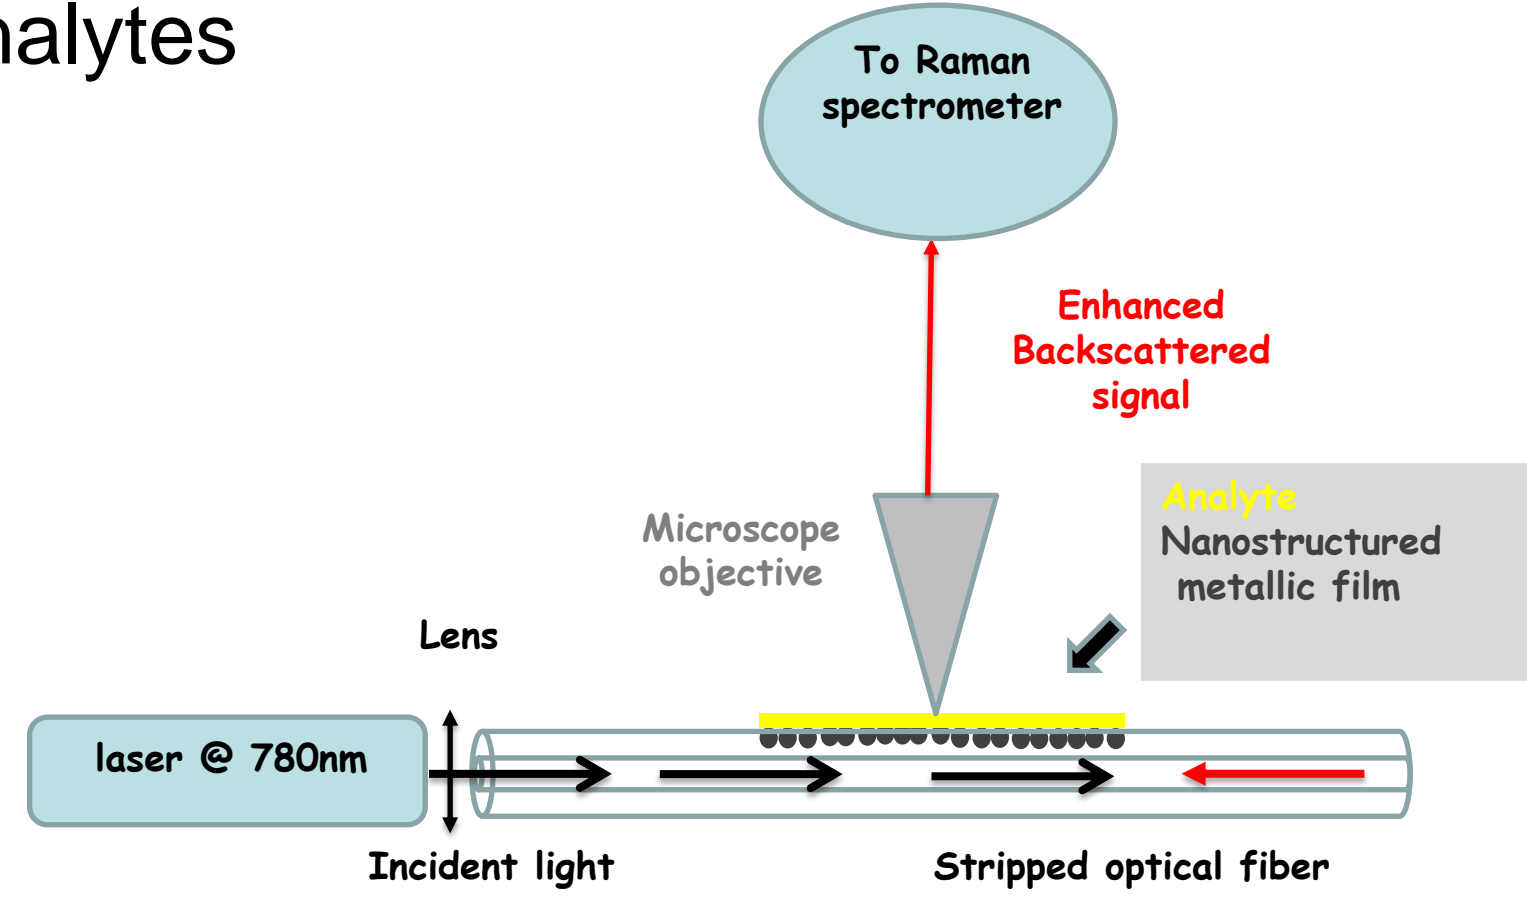 nalytes
To Raman
spectrometer
Enhanced
Backscattered
signal
Analyte
Nanostructured
metallic film
Microscope
objective
Lens
laser @ 780nm
Incident light
Stripped optical fiber